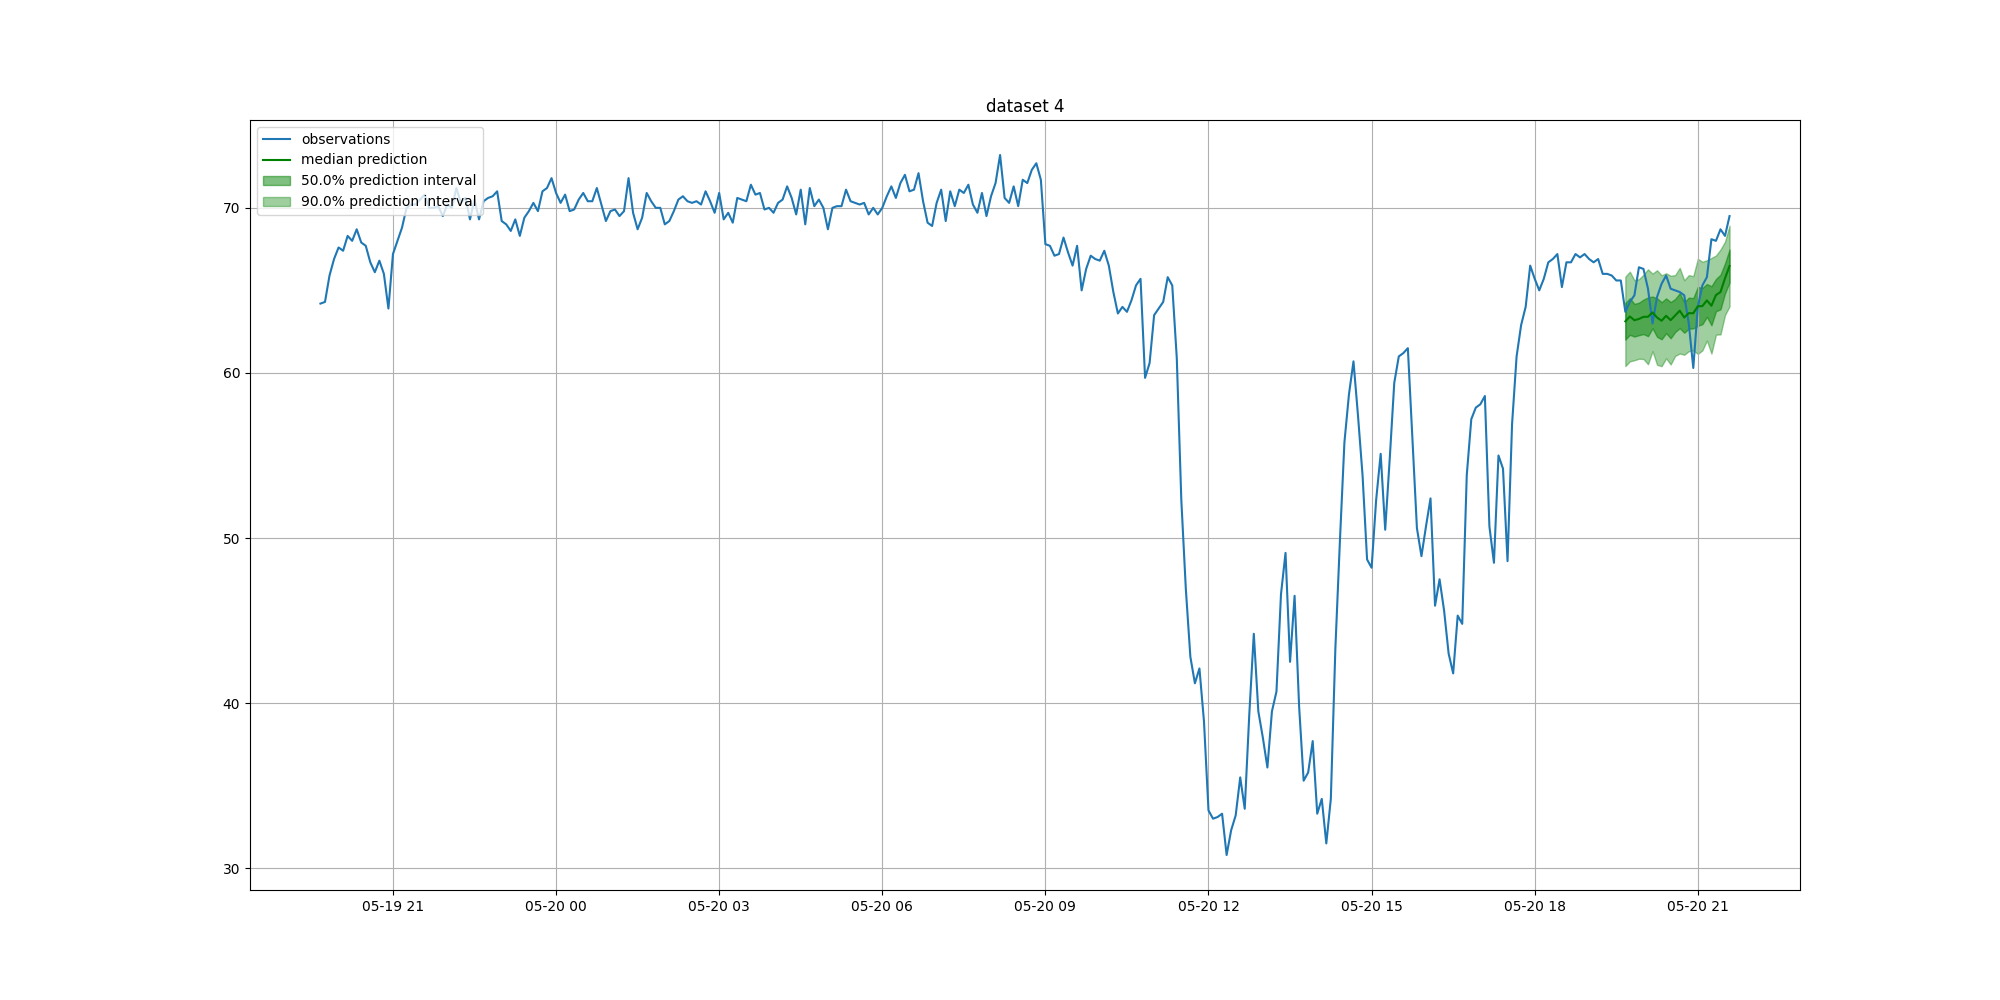 dataset 4
observations
median prediction
50.0% prediction interval
90.0% prediction interval
70
60
50
40
30
05-19 21
05-20 00
05-20 03
05-20 06
05-20 09
05-20 12
05-20 15
05-20 18
05-20 21